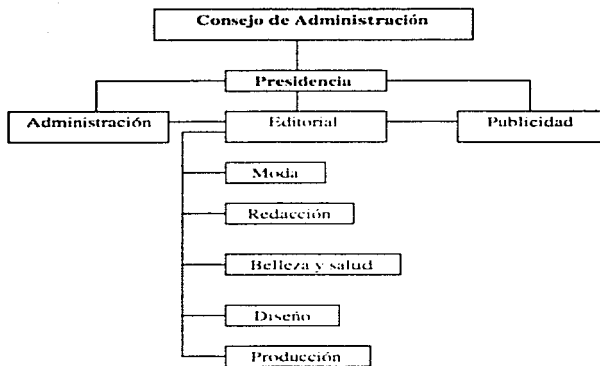 Consejo de Administración
Presidencia
Administración
Editorial
Publicidad
Moda
Redacción
Belleza y salud
Diseño
Producción